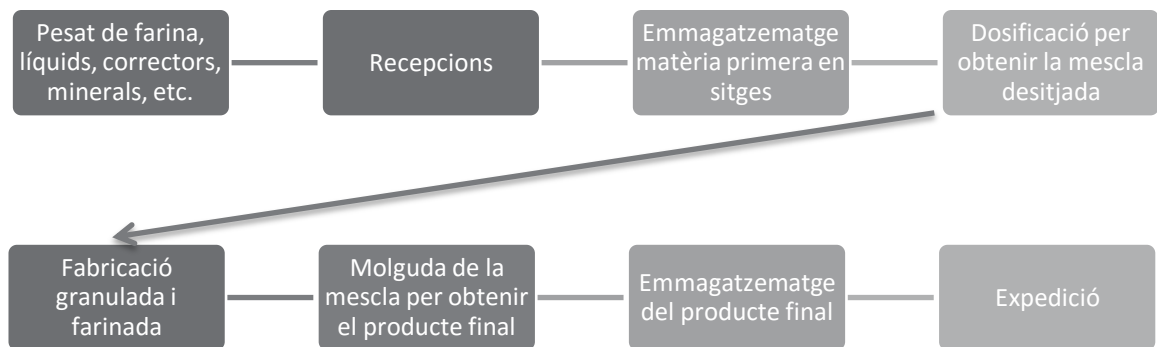 Pesat de farina,
líquids, correctors,
minerals, etc.
Recepcions
Emmagatzematge
matèria primera en
sitges
Dosificació per
obtenir la mescla
desitjada
Fabricació
granulada i
farinada
Molguda de la
mescla per obtenir
el producte final
Emmagatzematge
del producte final
Expedició